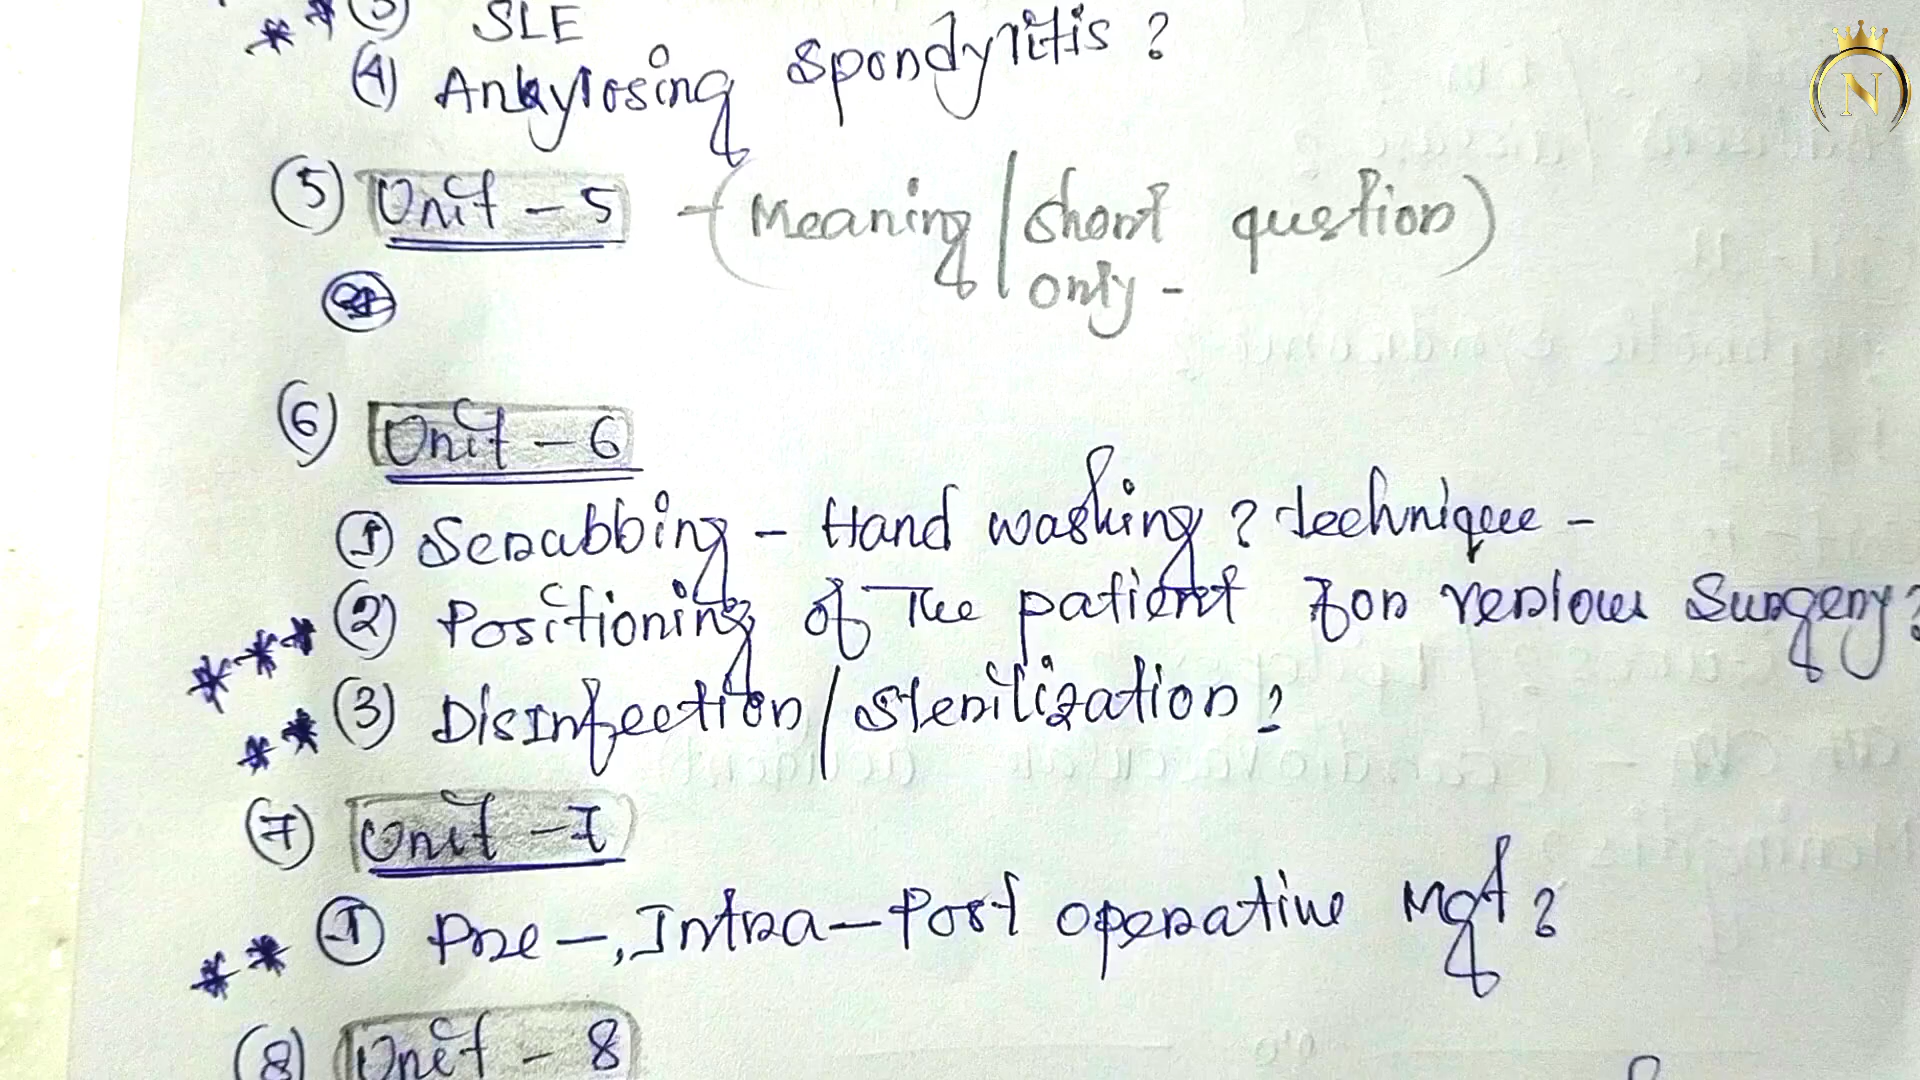 ** (3) SLE
(4) Ankylosing Spondylitis ?
(5) Unit - 5 - (Meaning / Short question)
only -
(6) Unit - 6
(1) Scrubbing - Hand washing ? technique -
*** (2) Positioning of The patient for various Surgery ?
** (3) Disinfection / Sterilization ?
(7) Unit - 7
** (1) Pre -, Intra - Post operative Mgt ?
(8) Unit - 8
N